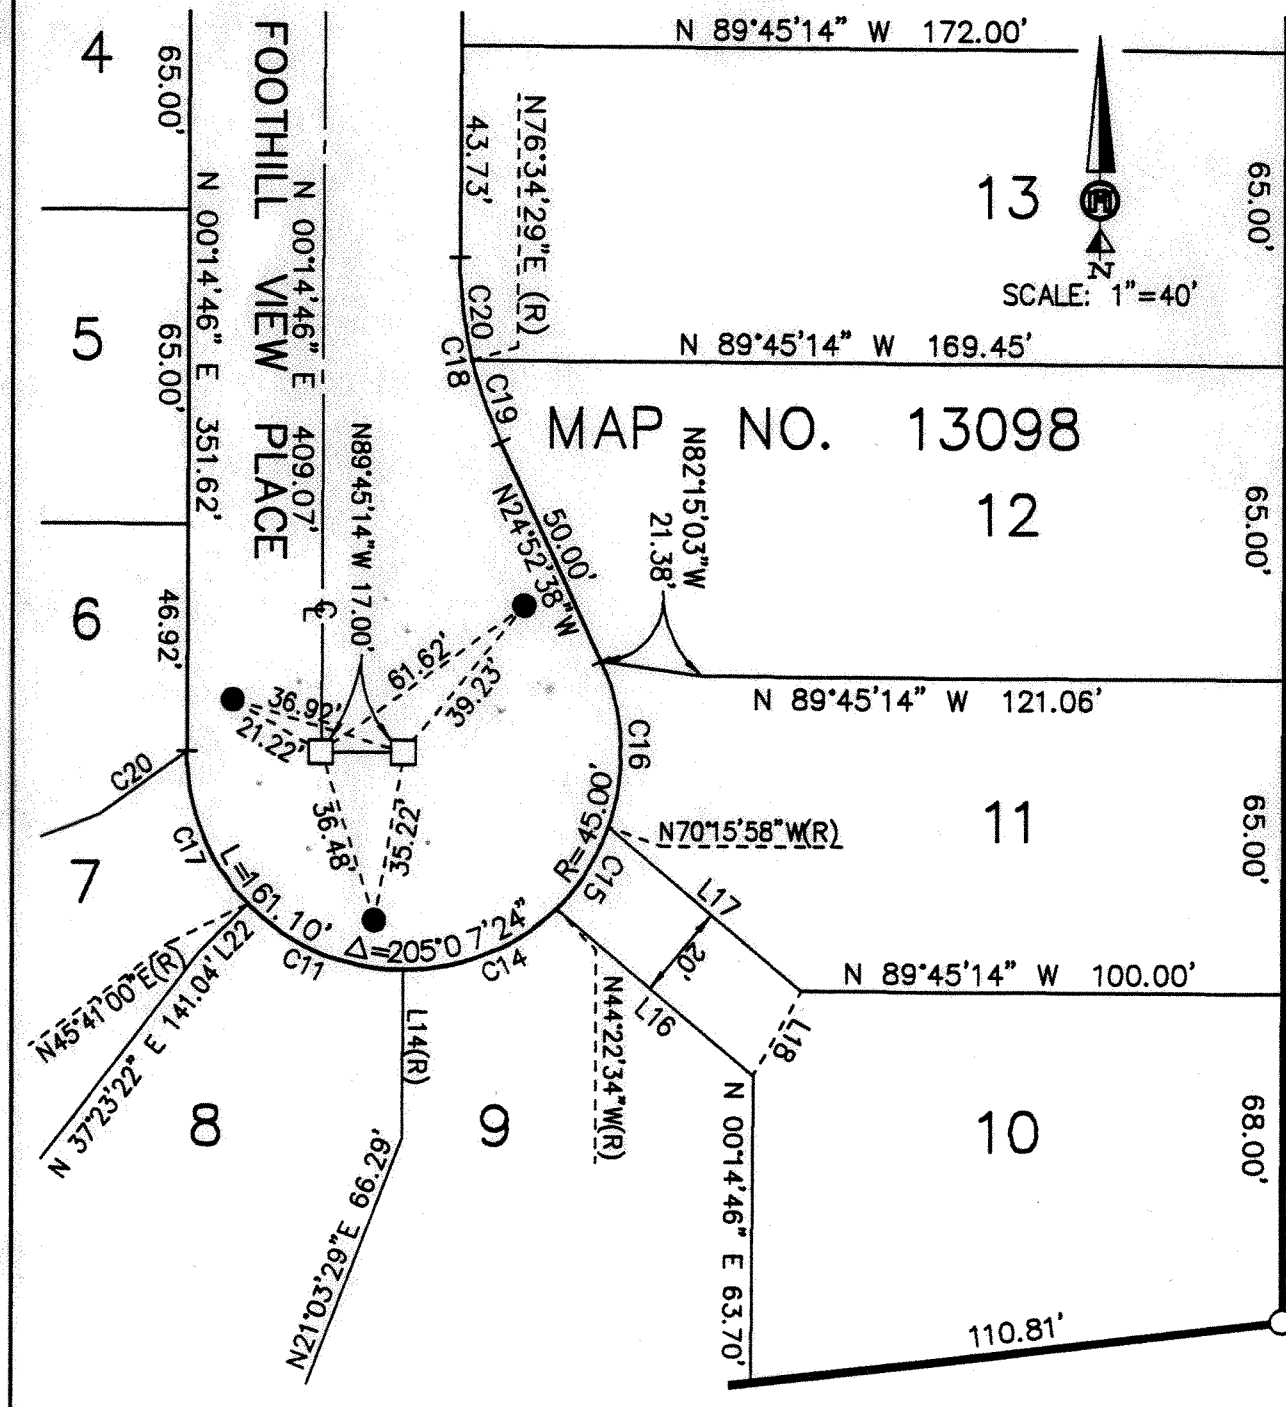 4
65.00'
FOOTHILL VIEW PLACE
N 00°14'46" E 409.07'
N 00°14'46" E 351.62'
43.73'
N76°34'29"E (R)
N 89°45'14" W 172.00'
13
65.00'
N
SCALE: 1"=40'
5
65.00'
C20
C18
C19
N 89°45'14" W 169.45'
MAP NO. 13098
12
65.00'
N89°45'14"W 17.00'
N24°52'38"W
50.00'
N82°15'03"W
21.38'
6
46.92'
CL
61.62'
39.23'
36.92'
21.22'
N 89°45'14" W 121.06'
C16
C20
36.48'
35.22'
R=45.00'
N70°15'58"W(R)
11
65.00'
7
C17
L=161.10'
Δ=205°07'24"
C15
L17
20'
C11
C14
L22
N45°41'00"E(R)
N 37°23'22" E 141.04'
L14(R)
N44°22'34"W(R)
L16
L18
N 89°45'14" W 100.00'
8
9
10
68.00'
N21°03'29"E 66.29'
N 00°14'46" E 63.70'
110.81'